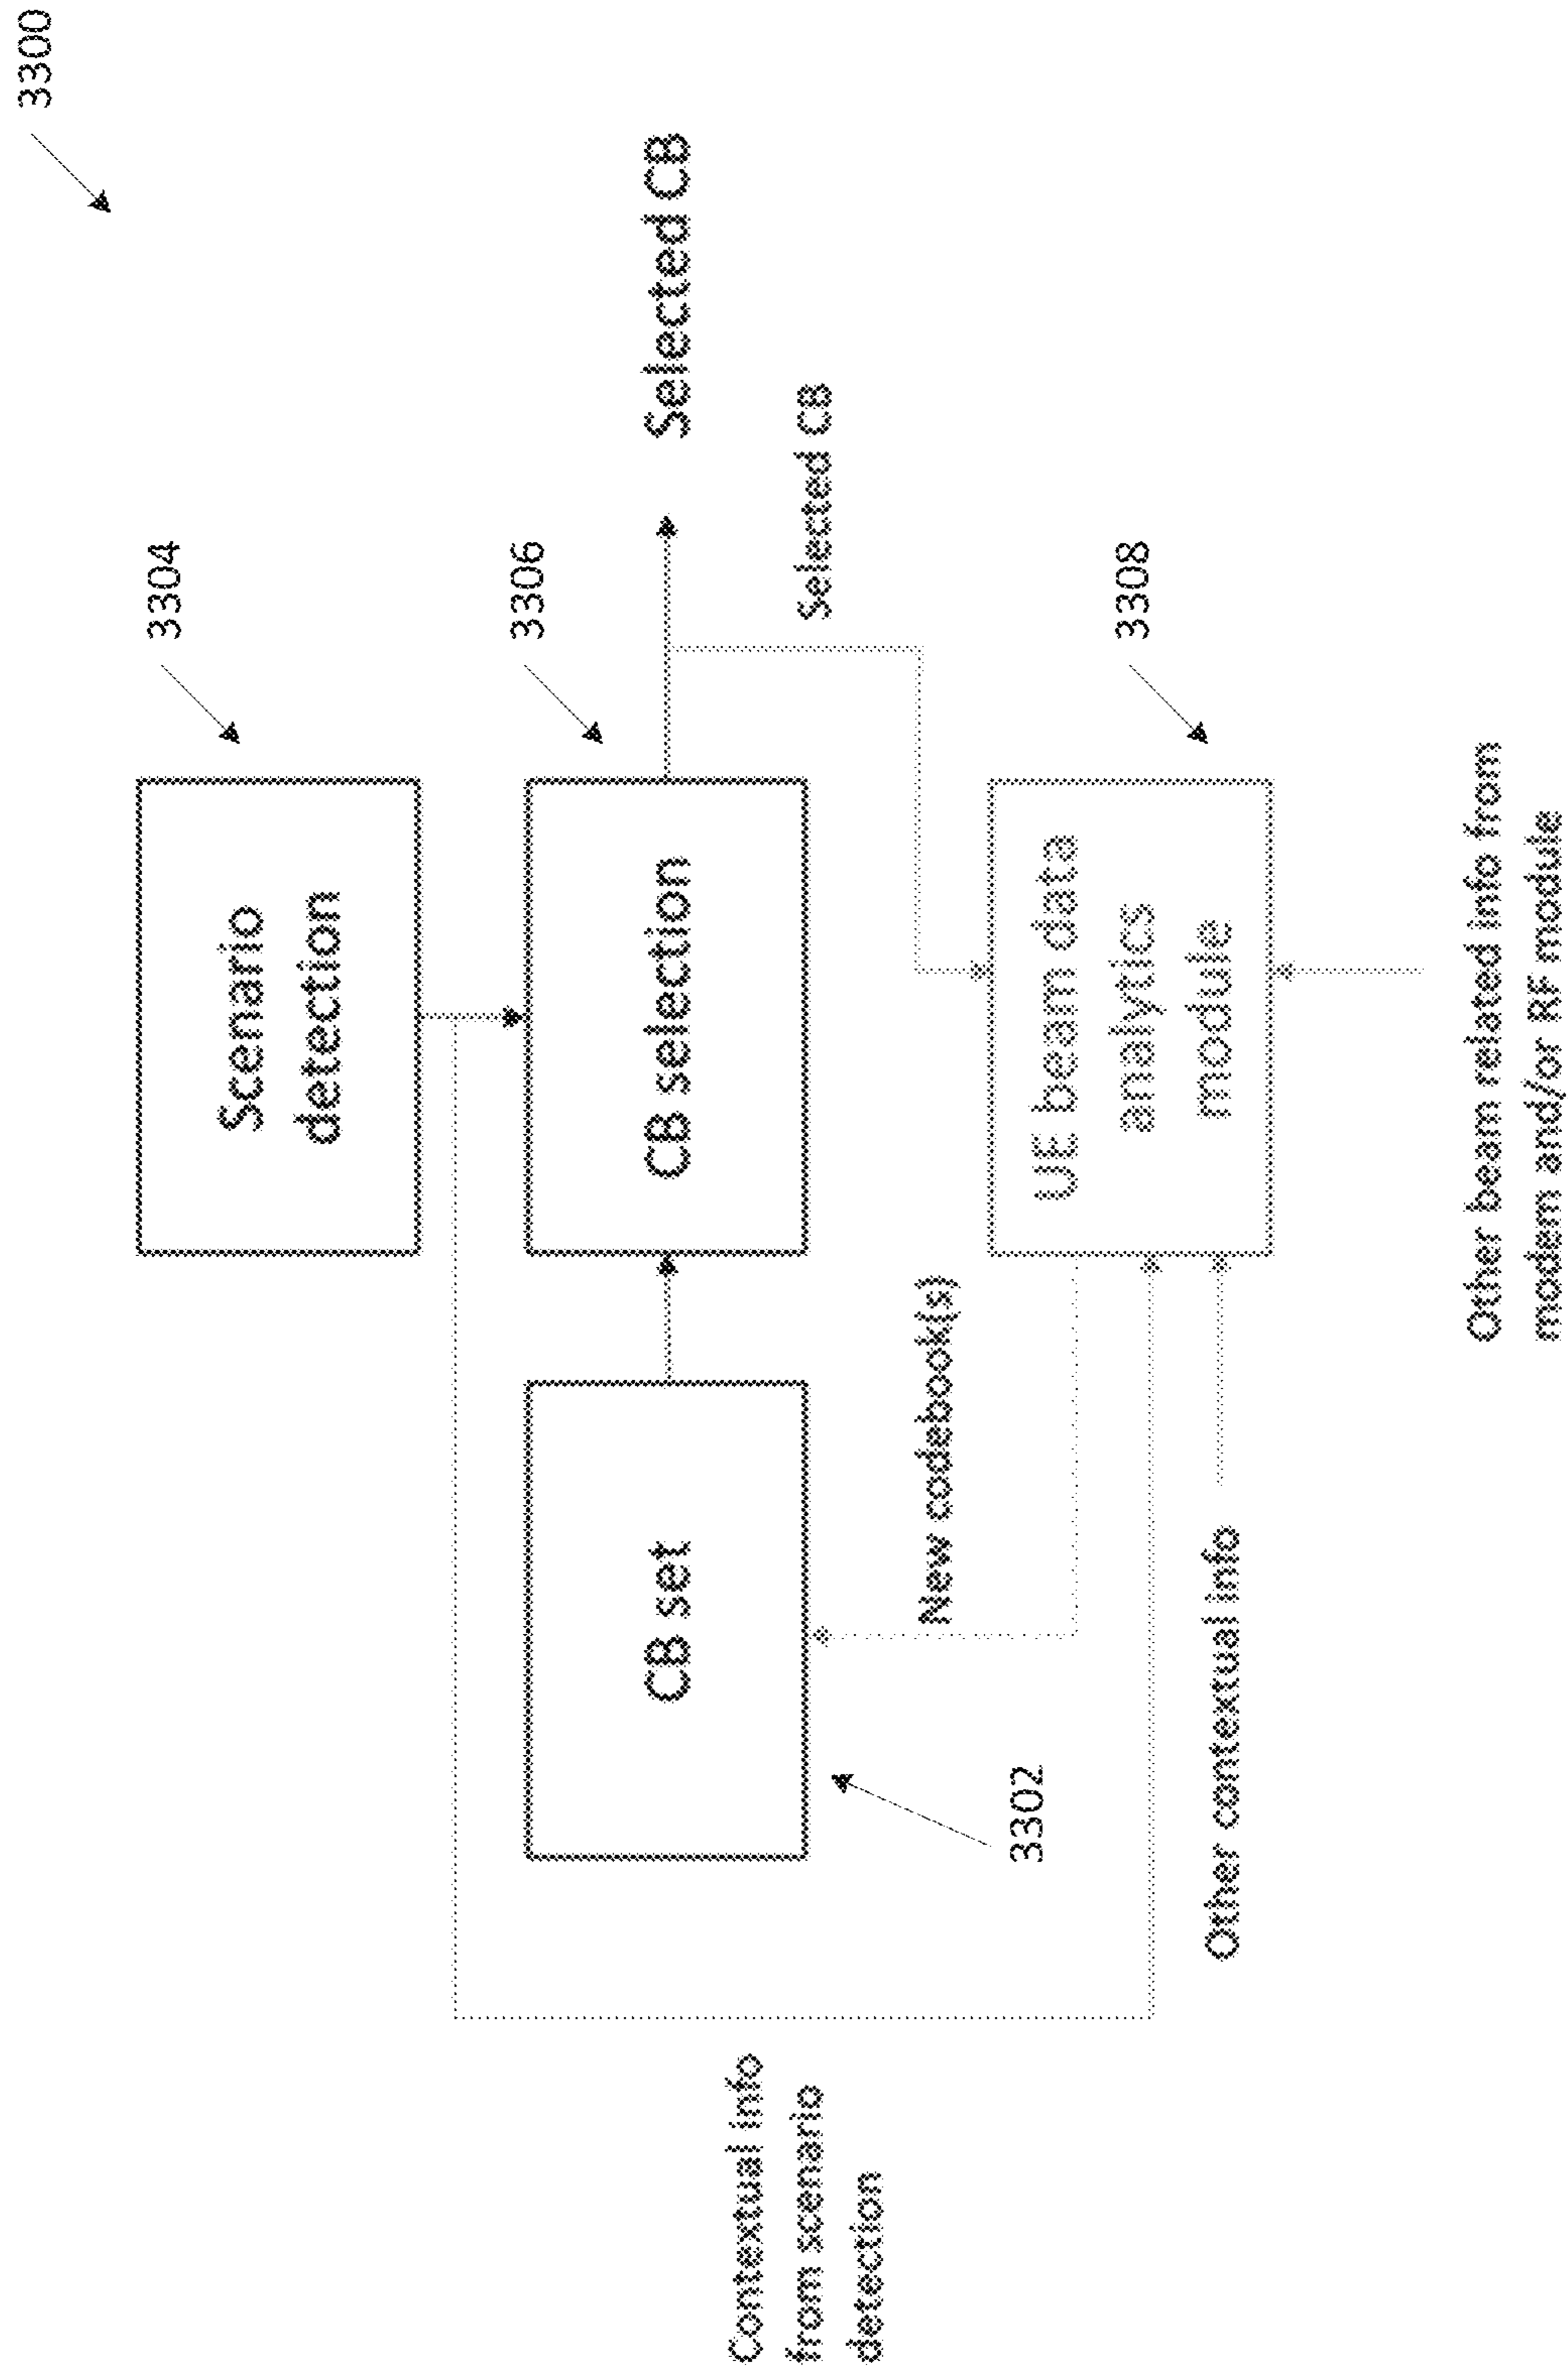 3300
3304
Scenario
detection
3306
CB set
CB selection
Selected CB
Selected CB
Contextual info
from scenario
detection
New codebook(s)
3302
3308
UE beam data
analytics
module
Other contextual info
Other beam related info from
modem and/or RF module